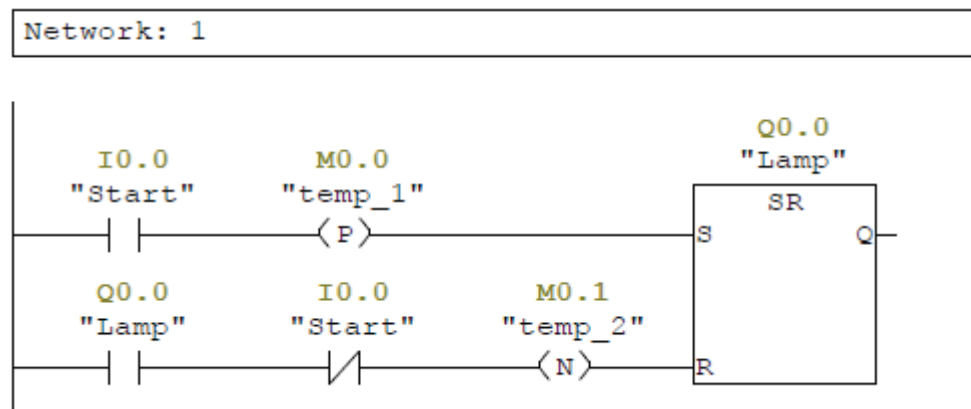 Network: 1
Q0.0
"Lamp"
I0.0 M0.0
"Start" "temp_1"
SR
P S Q
Q0.0 I0.0 M0.1
"Lamp" "Start" "temp_2"
N R